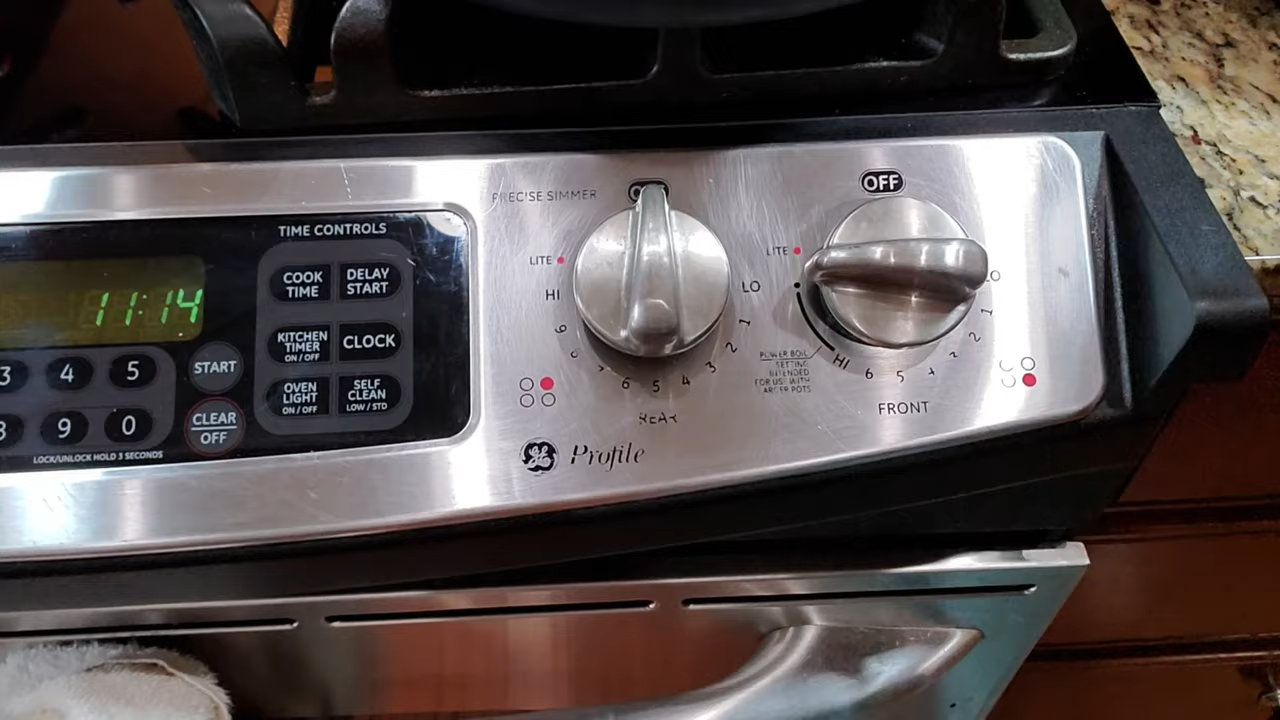 PRECISE SIMMER
OFF
TIME CONTROLS
LITE
LITE
COOK TIME
DELAY START
LO
LO
HI
11:14
1
1
6
2
2
KITCHEN TIMER ON/OFF
CLOCK
POWER BOIL
SETTING
INTENDED
FOR USE WITH
LARGER POTS
HI
3
4
5
START
6
5
4
3
6
5
OVEN LIGHT ON/OFF
SELF CLEAN LOW / STD
REAR
FRONT
9
0
CLEAR
OFF
LOCK/UNLOCK HOLD 3 SECONDS
GE Profile